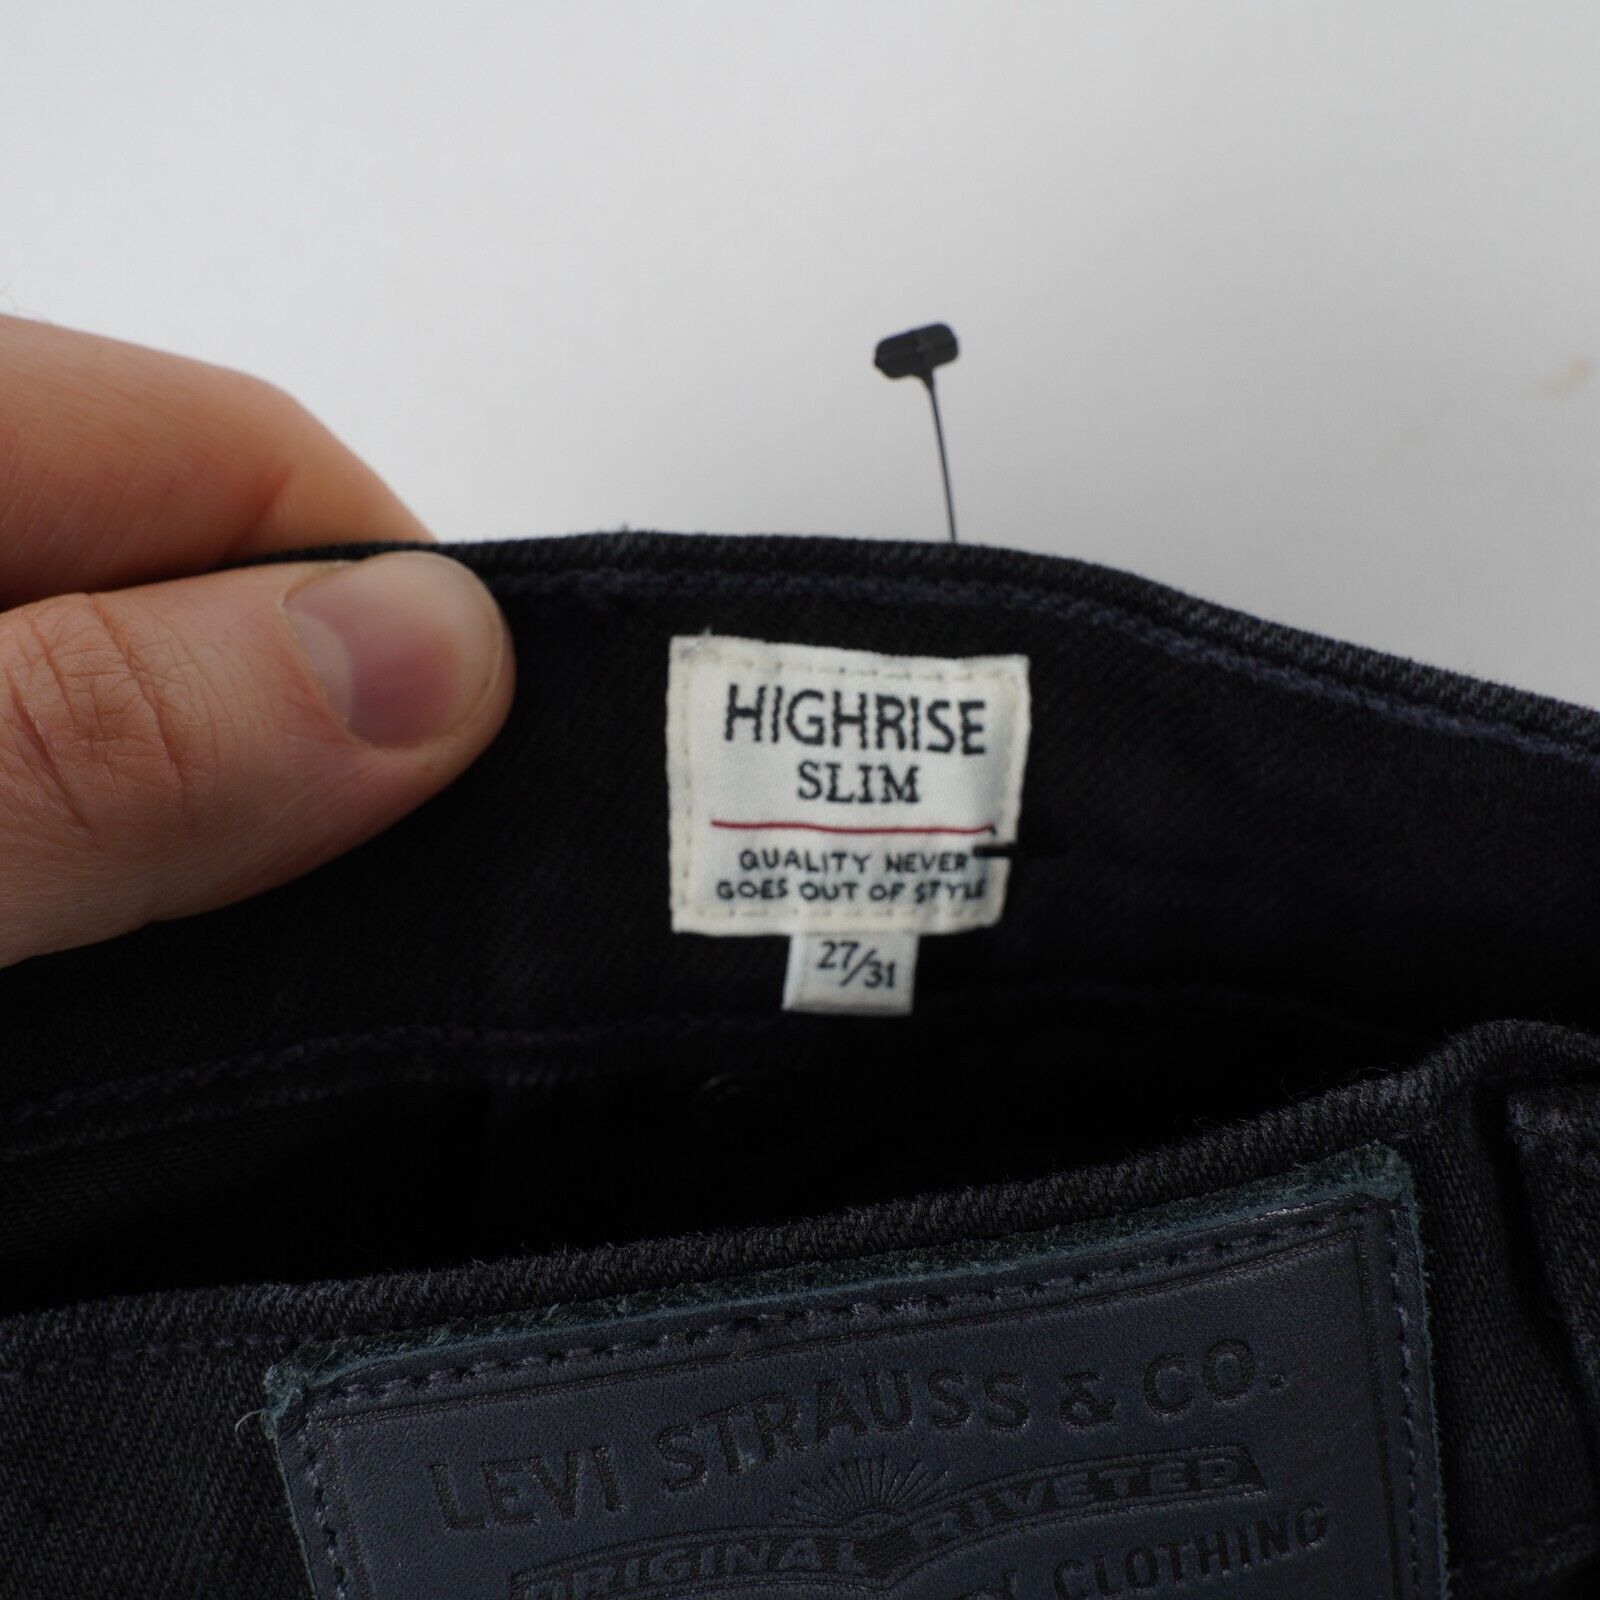 HIGHRISE
SLIM
QUALITY NEVER
GOES OUT OF STYLE
27/31
LEVI STRAUSS & CO.
ORIGINAL RIVETED
CLOTHING